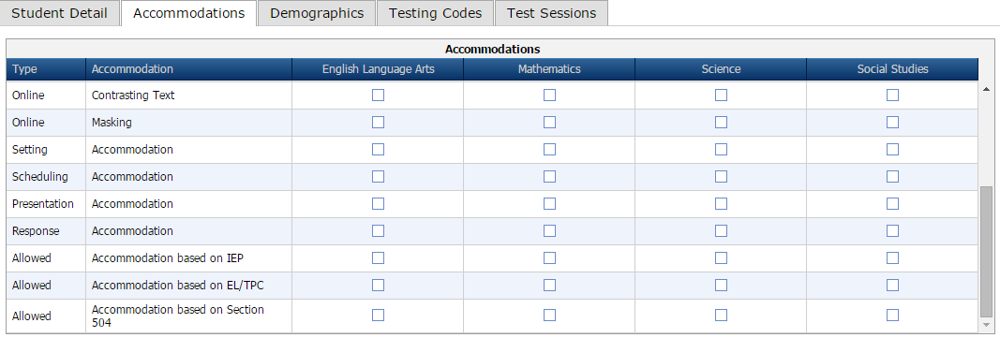 Student Detail Accommodations Demographics Testing Codes Test Sessions
Accommodations
Type Accommodation English Language Arts Mathematics Science Social Studies
Online Contrasting Text
Online Masking
Setting Accommodation
Scheduling Accommodation
Presentation Accommodation
Response Accommodation
Allowed Accommodation based on IEP
Allowed Accommodation based on EL/TPC
Allowed Accommodation based on Section
504